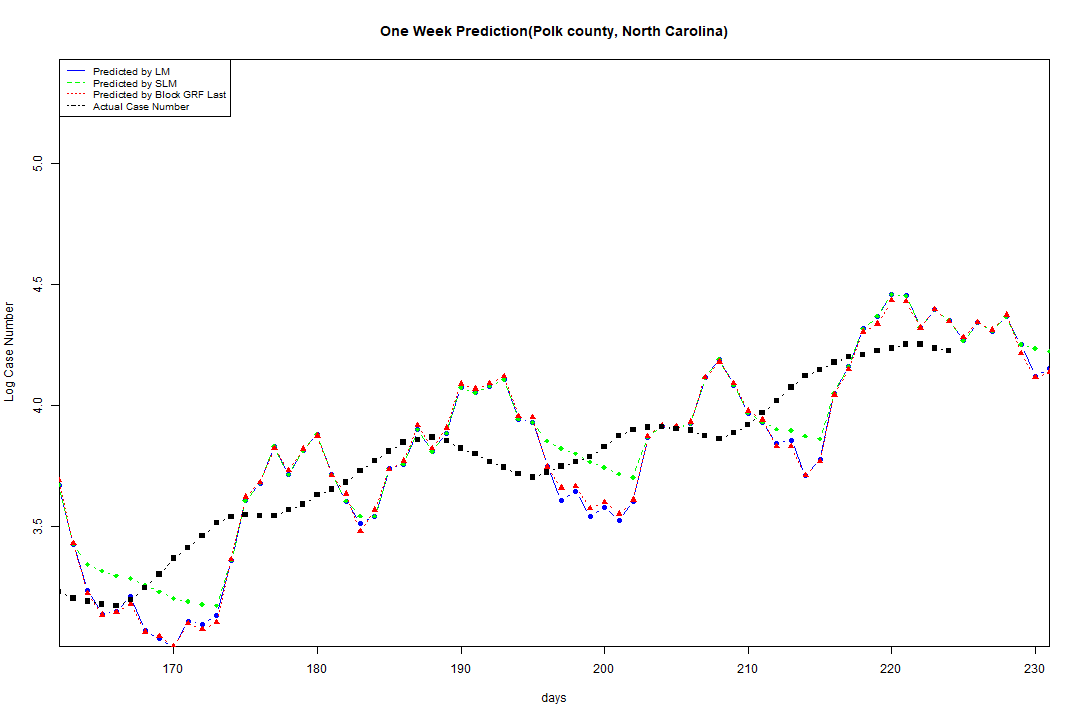 One Week Prediction(Polk county, North Carolina)
Predicted by LM
Predicted by SLM
Predicted by Block GRF Last
Actual Case Number
5.0
4.5
4.0
3.5
Log Case Number
170 180 190 200 210 220 230
days